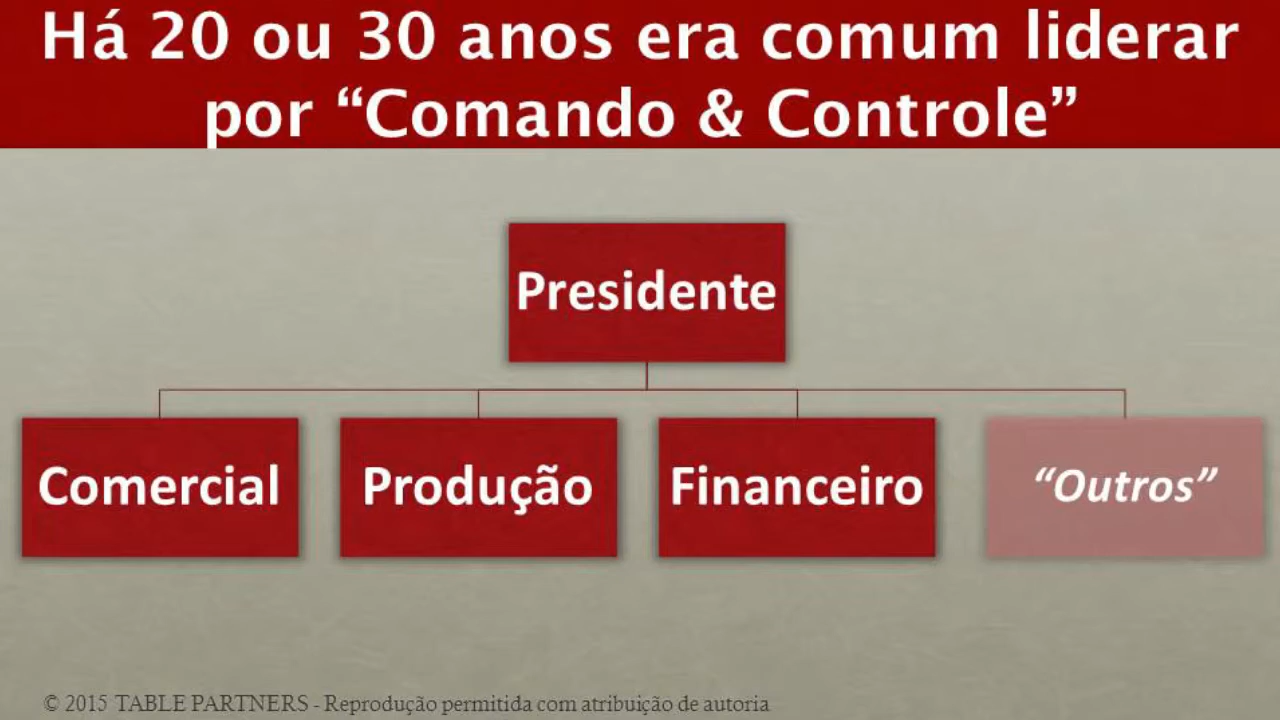 Há 20 ou 30 anos era comum liderar
por “Comando & Controle”
Presidente
Comercial
Produção
Financeiro
“Outros”
© 2015 TABLE PARTNERS - Reprodução permitida com atribuição de autoria